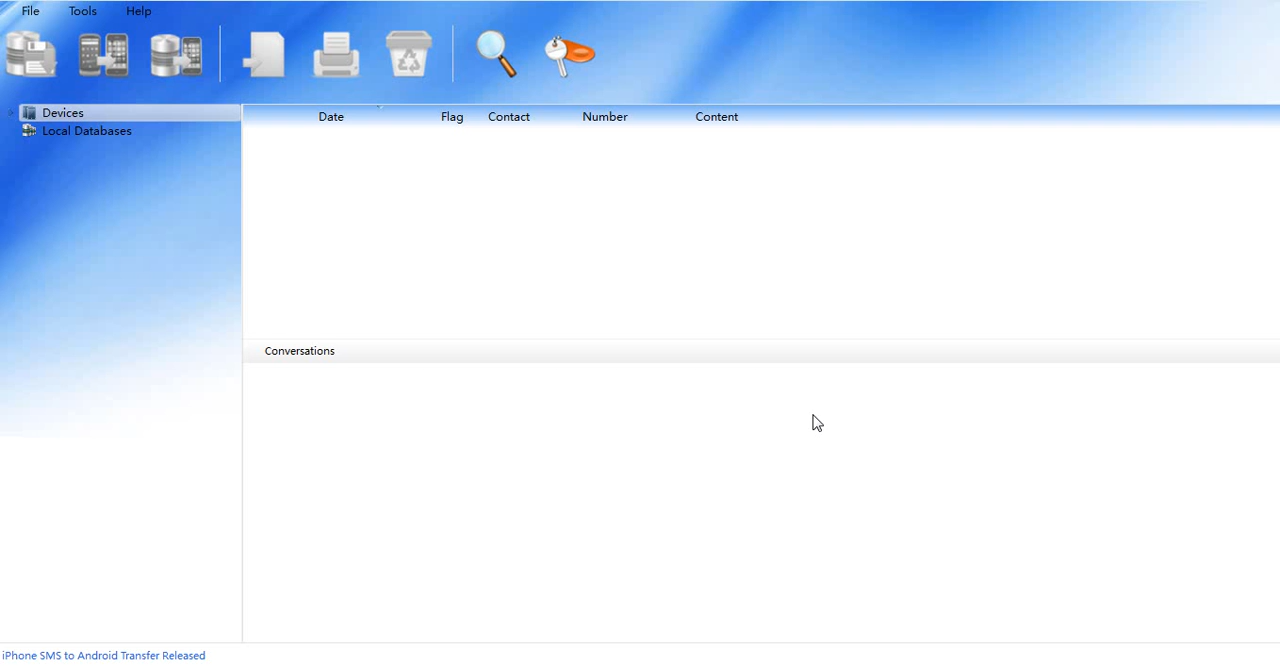 File Tools Help
Devices
Local Databases
Date Flag Contact Number Content
Conversations
iPhone SMS to Android Transfer Released